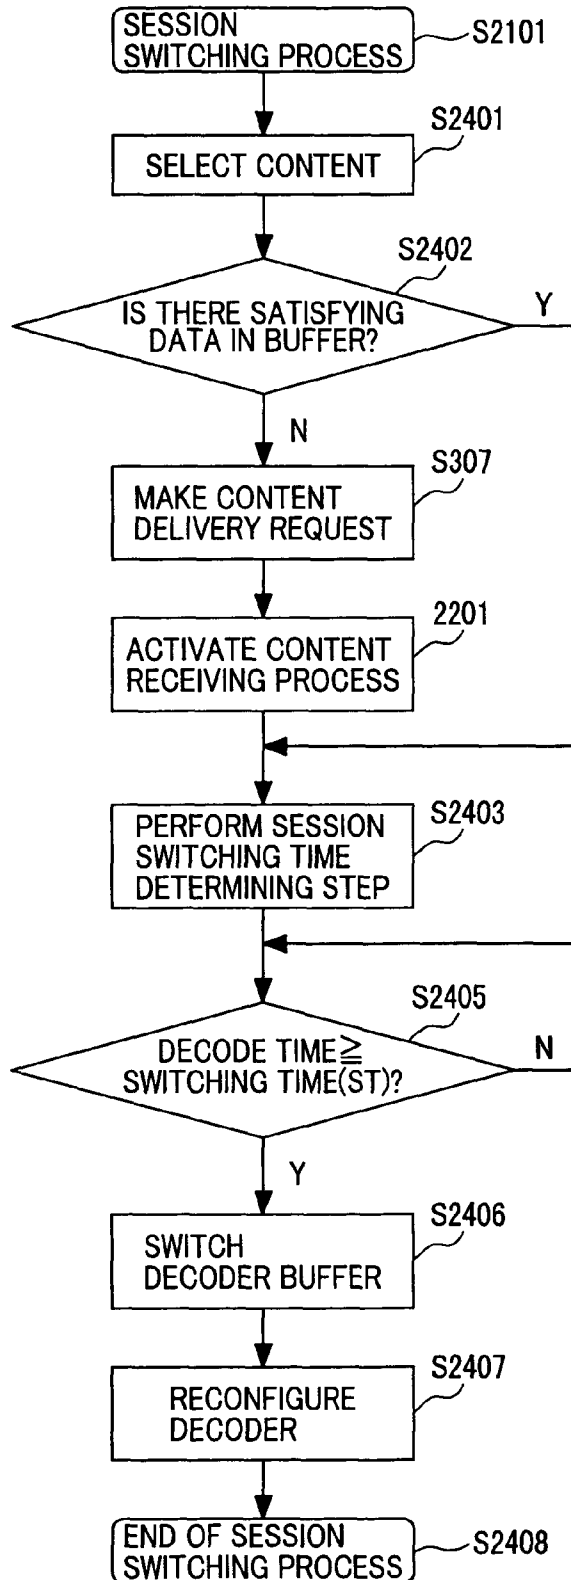 SESSION
SWITCHING PROCESS
S2101
S2401
SELECT CONTENT
S2402
IS THERE SATISFYING
DATA IN BUFFER?
Y
N
S307
MAKE CONTENT
DELIVERY REQUEST
2201
ACTIVATE CONTENT
RECEIVING PROCESS
S2403
PERFORM SESSION
SWITCHING TIME
DETERMINING STEP
S2405
DECODE TIME≧
SWITCHING TIME(ST)?
N
Y
S2406
SWITCH
DECODER BUFFER
S2407
RECONFIGURE
DECODER
END OF SESSION
SWITCHING PROCESS
S2408